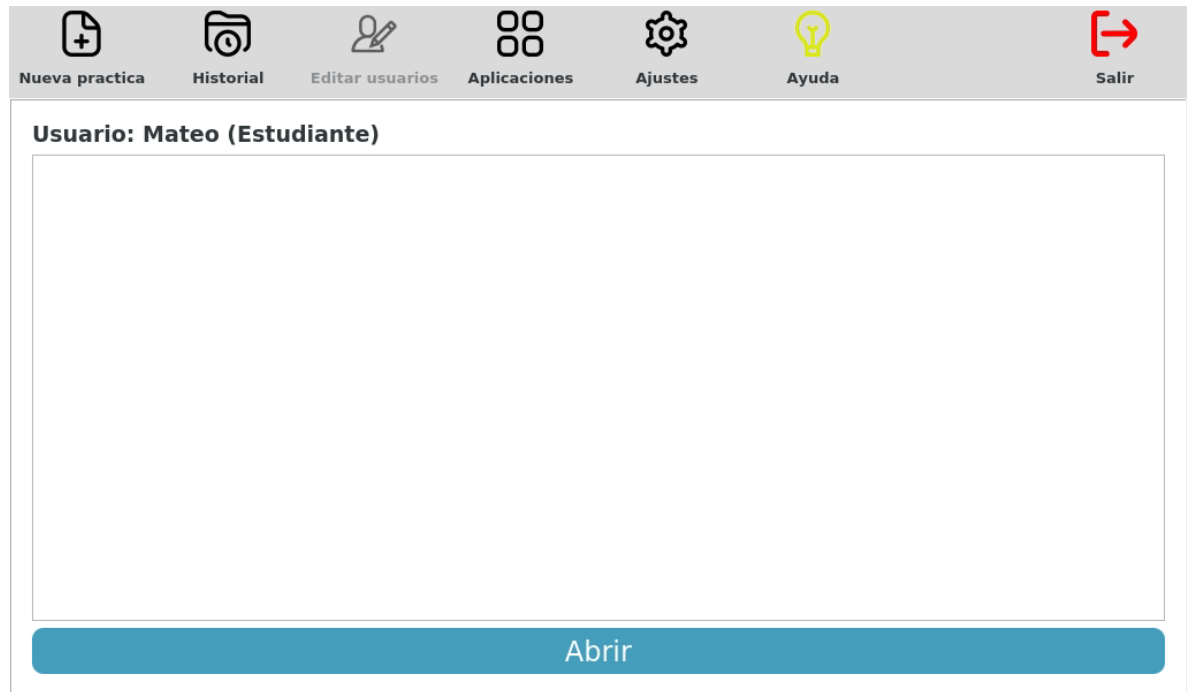 Nueva practica Historial Editar usuarios Aplicaciones Ajustes Ayuda Salir
Usuario: Mateo (Estudiante)
Abrir